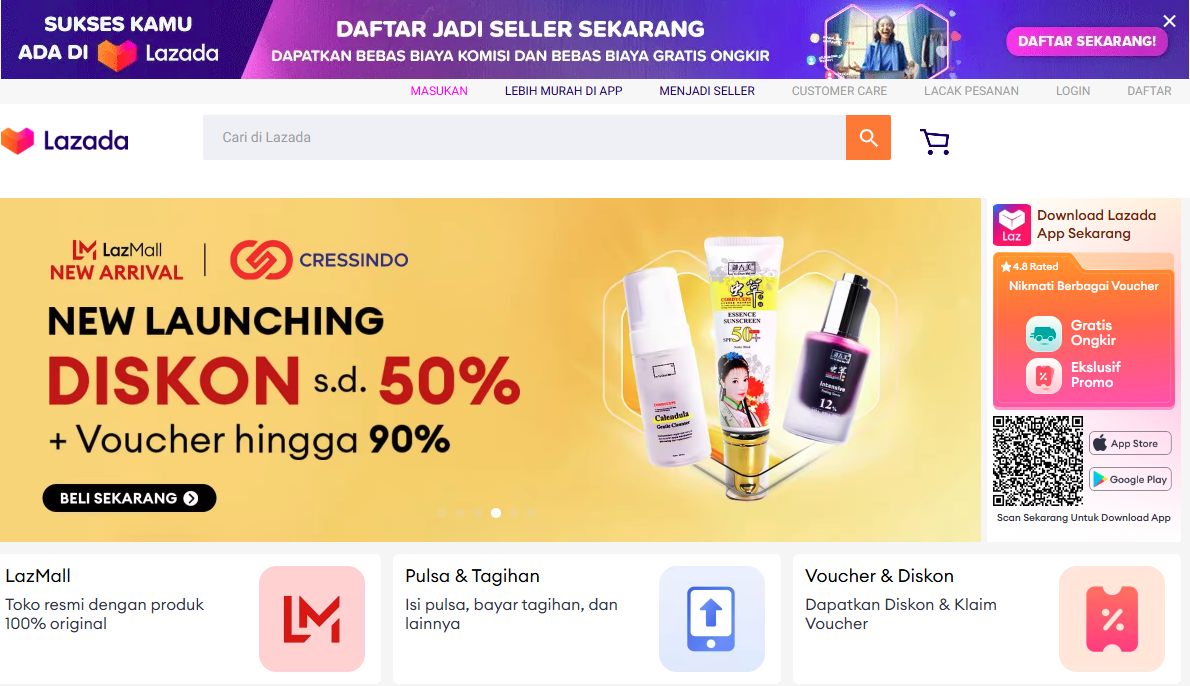 SUKSES KAMU
ADA DI Lazada
DAFTAR JADI SELLER SEKARANG
DAPATKAN BEBAS BIAYA KOMISI DAN BEBAS BIAYA GRATIS ONGKIR
DAFTAR SEKARANG!
MASUKAN LEBIH MURAH DI APP MENJADI SELLER CUSTOMER CARE LACAK PESANAN LOGIN DAFTAR
Lazada
Cari di Lazada
LM LazMall
NEW ARRIVAL
CRESSINDO
NEW LAUNCHING
DISKON s.d. 50%
+ Voucher hingga 90%
BELI SEKARANG
Calendula
Gentle Cleanser
虫草
CORDYCEPS
ESSENCE
SUNSCREEN
SPF 50++
Intensive
12%
Laz
Download Lazada
App Sekarang
4.8 Rated
Nikmati Berbagai Voucher
Gratis
Ongkir
Ekslusif
Promo
App Store
Google Play
Scan Sekarang Untuk Download App
LazMall
Toko resmi dengan produk
100% original
LM
Pulsa & Tagihan
Isi pulsa, bayar tagihan, dan
lainnya
Voucher & Diskon
Dapatkan Diskon & Klaim
Voucher
%